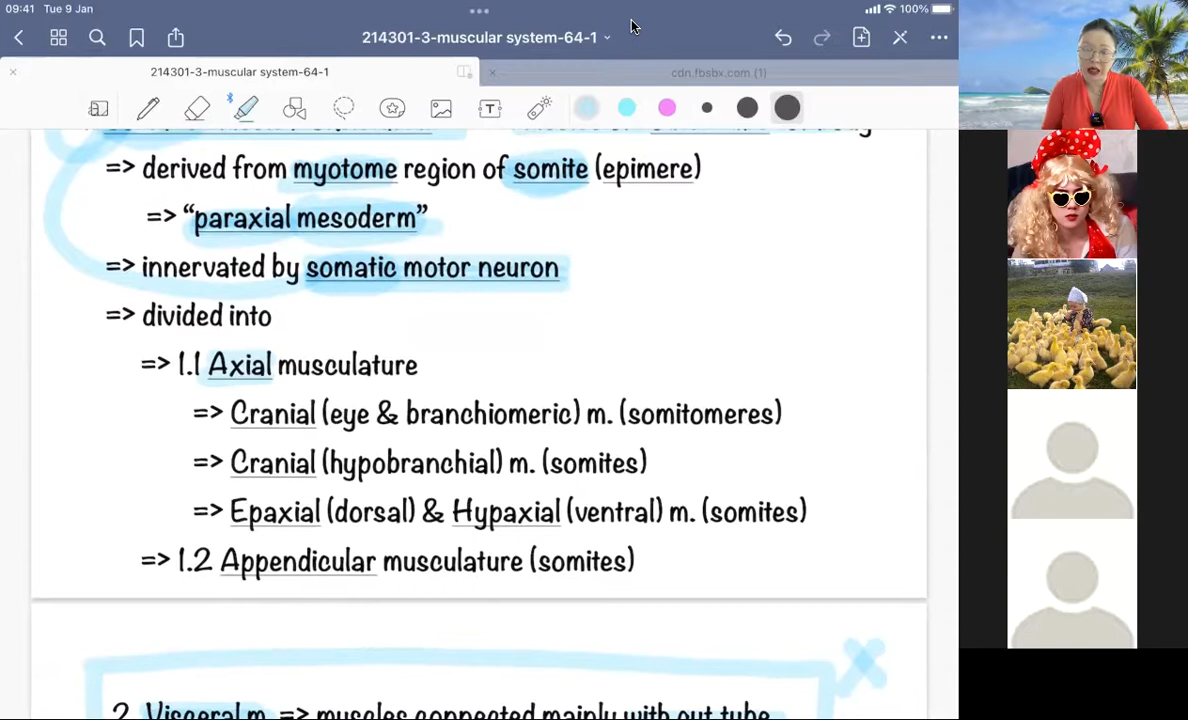 09:41 Tue 9 Jan
100%
214301-3-muscular system-64-1
214301-3-muscular system-64-1
cdn.fbsbx.com (1)
=> derived from myotome region of somite (epimere)
=> “paraxial mesoderm”
=> innervated by somatic motor neuron
=> divided into
=> 1.1 Axial musculature
=> Cranial (eye & branchiomeric) m. (somitomeres)
=> Cranial (hypobranchial) m. (somites)
=> Epaxial (dorsal) & Hypaxial (ventral) m. (somites)
=> 1.2 Appendicular musculature (somites)
2. Visceral m. => muscles connected mainly with gut tube